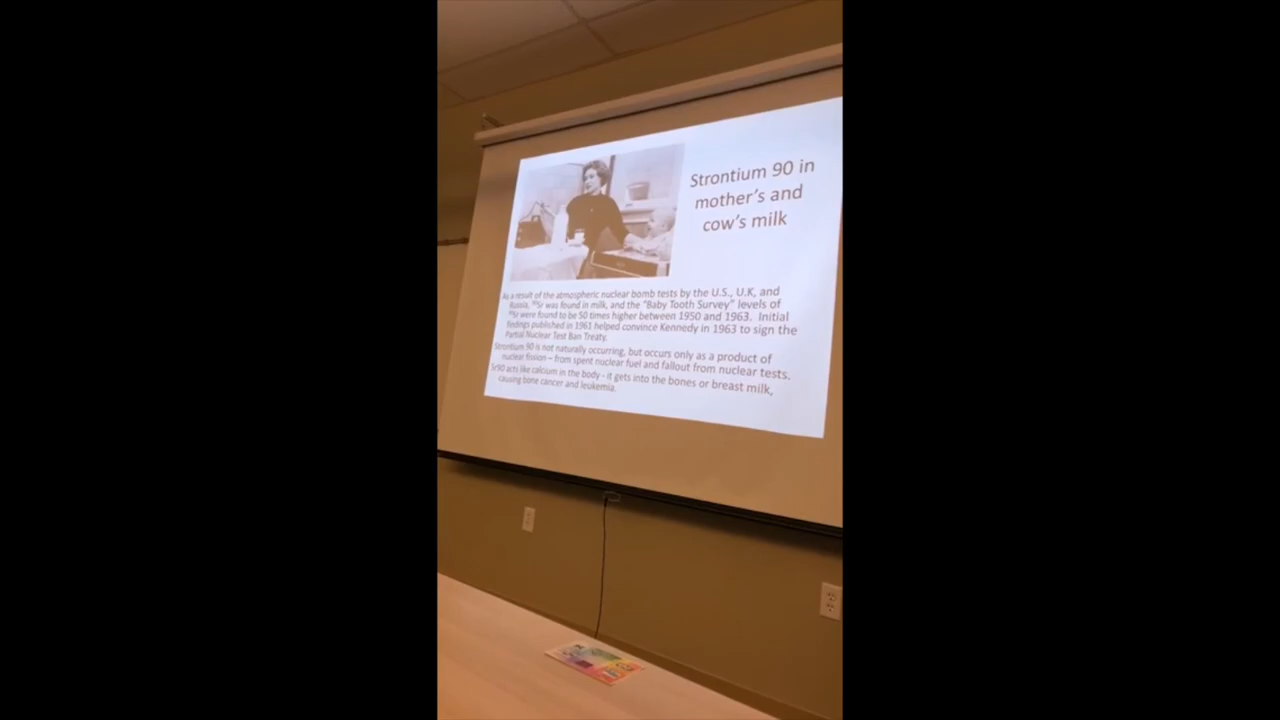 Strontium 90 in
mother's and
cow's milk
As a result of the atmospheric nuclear bomb tests by the U.S., U.K, and
Russia, ⁹⁰Sr was found in milk, and the "Baby Tooth Survey" levels of
⁹⁰Sr were found to be 50 times higher between 1950 and 1963. Initial
findings published in 1961 helped convince Kennedy in 1963 to sign the
Partial Nuclear Test Ban Treaty.
Strontium 90 is not naturally occurring, but occurs only as a product of
nuclear fission – from spent nuclear fuel and fallout from nuclear tests.
Sr90 acts like calcium in the body - it gets into the bones or breast milk,
causing bone cancer and leukemia.